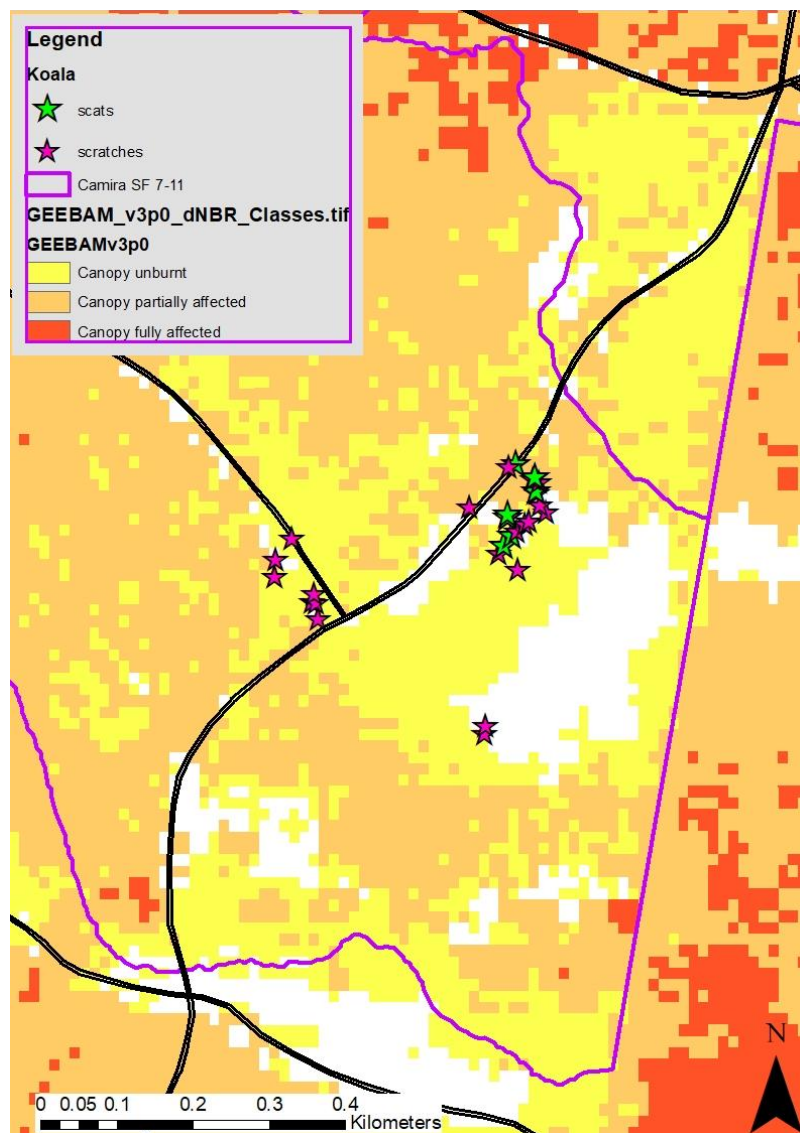 Legend
Koala
scats
scratches
Camira SF 7-11
GEEBAM_v3p0_dNBR_Classes.tif
GEEBAMv3p0
Canopy unburnt
Canopy partially affected
Canopy fully affected
N
0 0.05 0.1 0.2 0.3 0.4
Kilometers